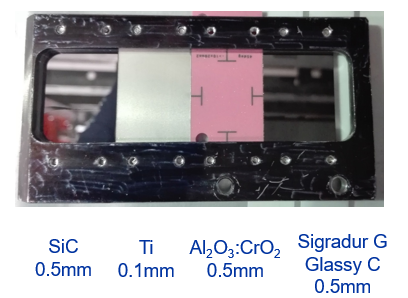 SiC
0.5mm
Ti
0.1mm
Al₂O₃:CrO₂
0.5mm
Sigradur G
Glassy C
0.5mm